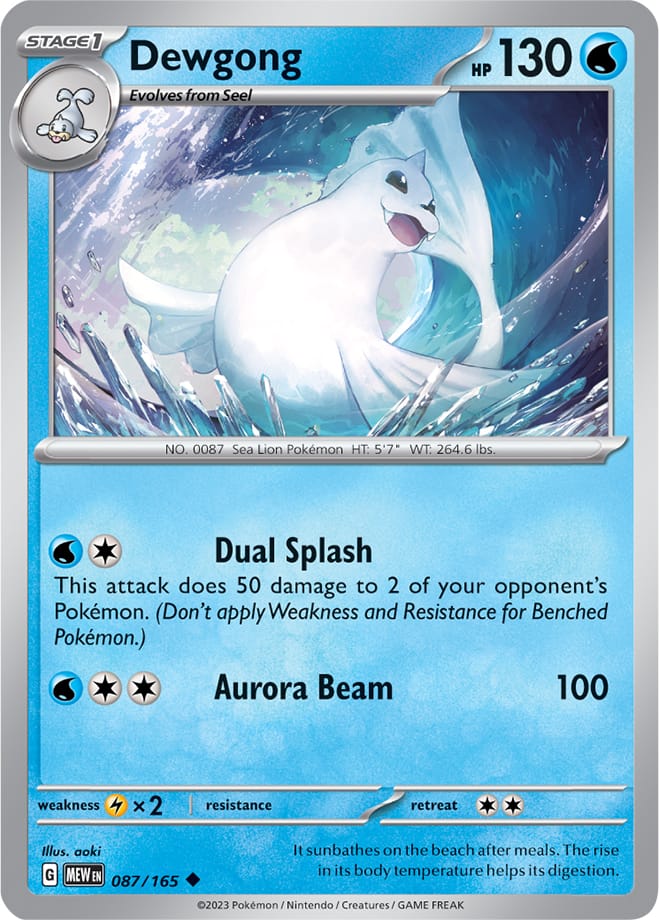 STAGE1
Dewgong
HP 130
Evolves from Seel
NO. 0087 Sea Lion Pokémon HT: 5'7" WT: 264.6 lbs.
Dual Splash
This attack does 50 damage to 2 of your opponent's
Pokémon. (Don't apply Weakness and Resistance for Benched
Pokémon.)
Aurora Beam 100
weakness ×2 resistance retreat
Illus. aoki
G MEW EN 087/165
It sunbathes on the beach after meals. The rise
in its body temperature helps its digestion.
©2023 Pokémon / Nintendo / Creatures / GAME FREAK